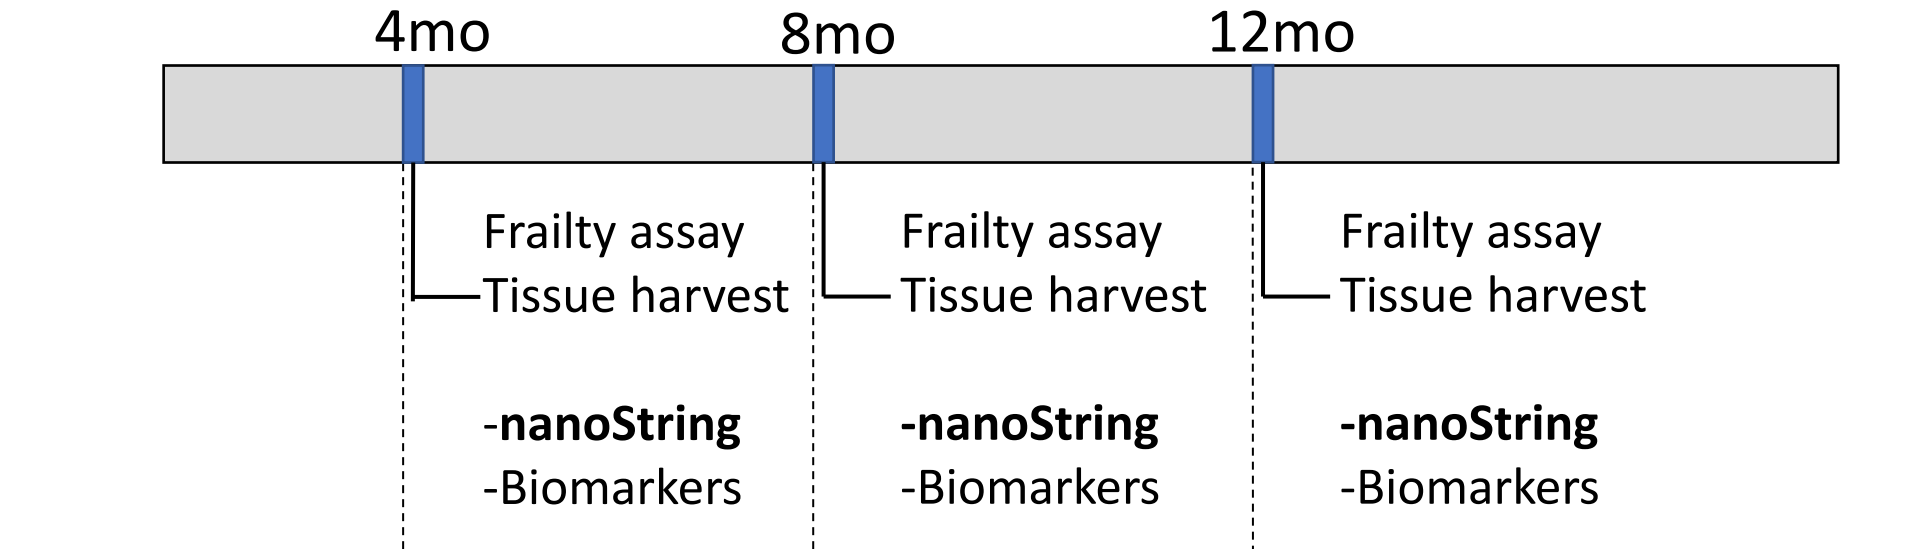 4mo 8mo 12mo
Frailty assay Frailty assay Frailty assay
Tissue harvest Tissue harvest Tissue harvest
-nanoString -nanoString -nanoString
-Biomarkers -Biomarkers -Biomarkers